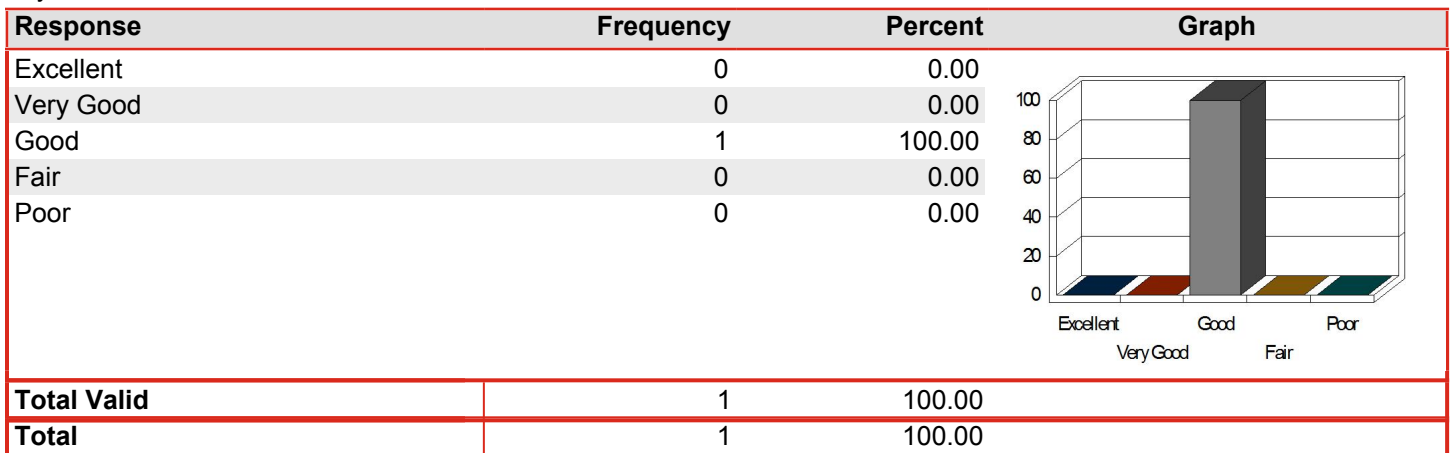 Response Frequency Percent Graph
Excellent 0 0.00
Very Good 0 0.00
Good 1 100.00
Fair 0 0.00
Poor 0 0.00
100
80
60
40
20
0
Excellent Good Poor
Very Good Fair
Total Valid 1 100.00
Total 1 100.00